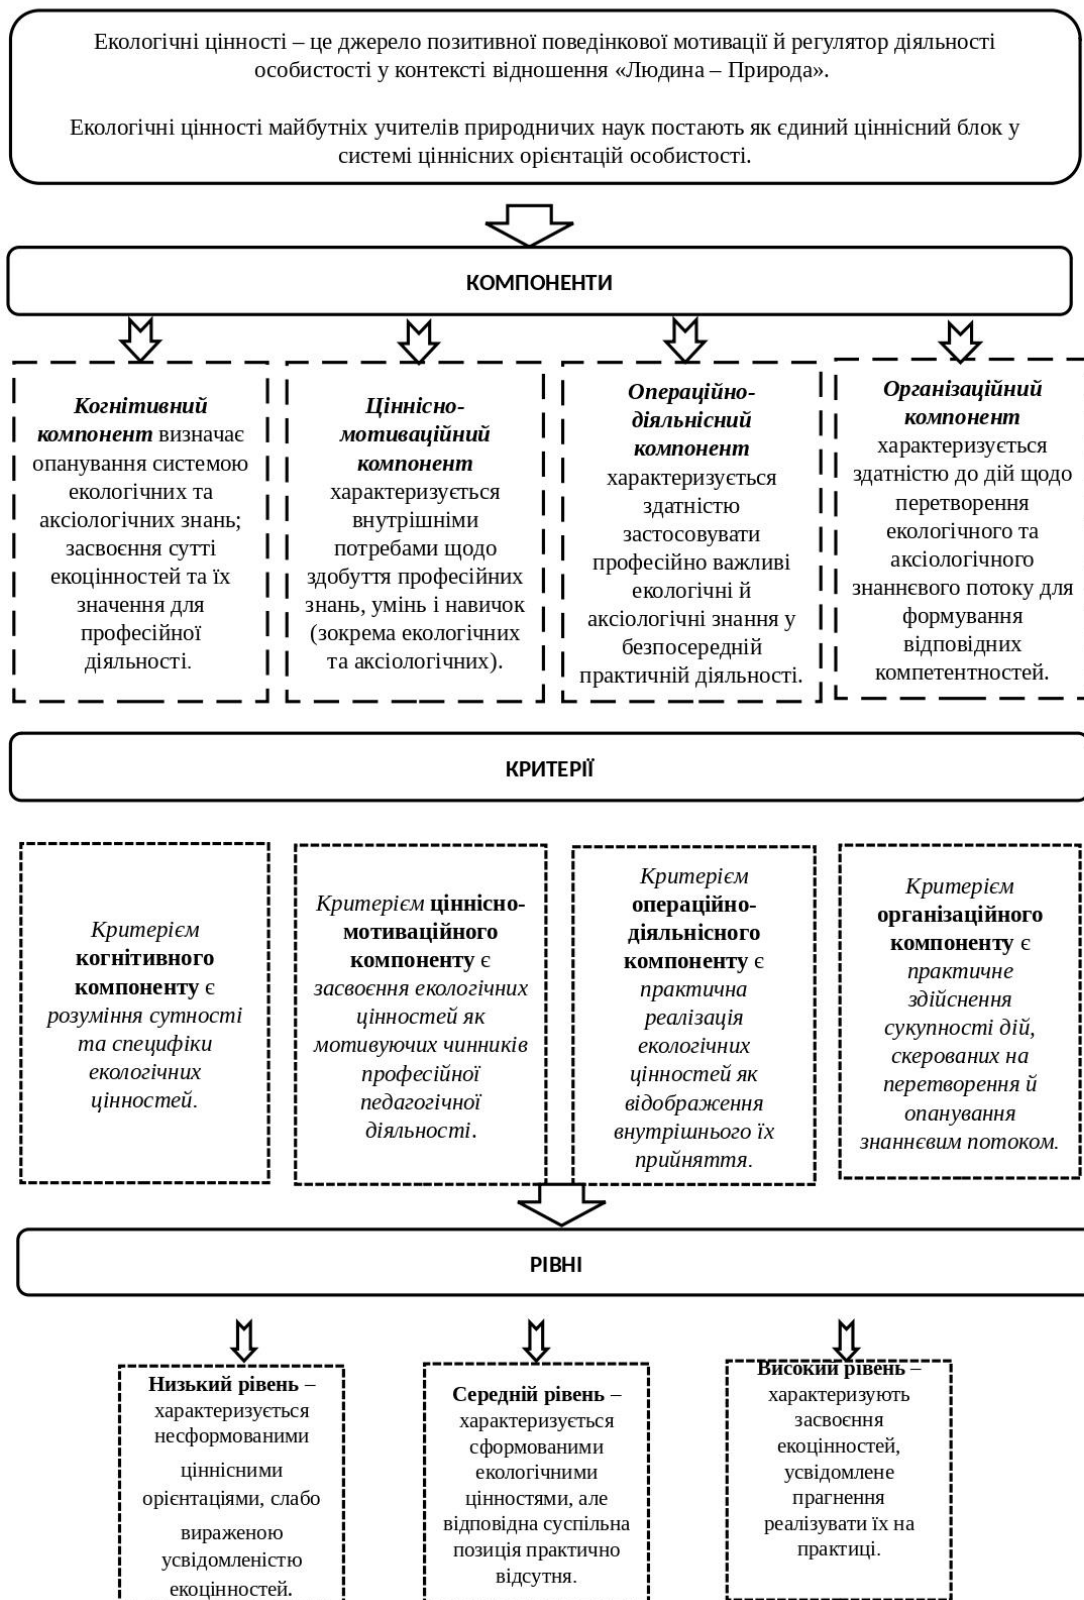 Екологічні цінності – це джерело позитивної поведінкової мотивації й регулятор діяльності
особистості у контексті відношення «Людина – Природа».
Екологічні цінності майбутніх учителів природничих наук постають як єдиний ціннісний блок у
системі ціннісних орієнтацій особистості.
КОМПОНЕНТИ
Когнітивний
компонент визначає
опанування системою
екологічних та
аксіологічних знань;
засвоєння сутті
екоцінностей та їх
значення для
професійної
діяльності.
Ціннісно-
мотиваційний
компонент
характеризується
внутрішніми
потребами щодо
здобуття професійних
знань, умінь і навичок
(зокрема екологічних
та аксіологічних).
Операційно-
діяльнісний
компонент
характеризується
здатністю
застосовувати
професійно важливі
екологічні й
аксіологічні знання у
безпосередній
практичній діяльності.
Організаційний
компонент
характеризується
здатністю до дій щодо
перетворення
екологічного та
аксіологічного
знаннєвого потоку для
формування
відповідних
компетентностей.
КРИТЕРІЇ
Критерієм
когнітивного
компоненту є
розуміння сутності
та специфіки
екологічних
цінностей.
Критерієм ціннісно-
мотиваційного
компоненту є
засвоєння екологічних
цінностей як
мотивуючих чинників
професійної
педагогічної
діяльності.
Критерієм
операційно-
діяльнісного
компоненту є
практична
реалізація
екологічних
цінностей як
відображення
внутрішнього їх
прийняття.
Критерієм
організаційного
компоненту є
практичне
здійснення
сукупності дій,
скерованих на
перетворення й
опанування
знаннєвим потоком.
РІВНІ
Низький рівень –
характеризується
несформованими
ціннісними
орієнтаціями, слабо
вираженою
усвідомленістю
екоцінностей.
Середній рівень –
характеризується
сформованими
екологічними
цінностями, але
відповідна суспільна
позиція практично
відсутня.
Високий рівень –
характеризують
засвоєння
екоцінностей,
усвідомлене
прагнення
реалізувати їх на
практиці.